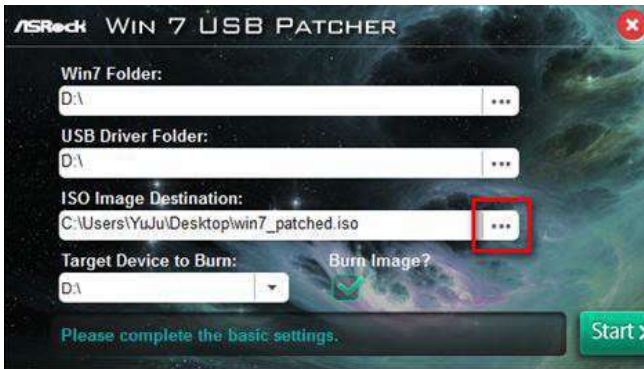 ASRock WIN 7 USB PATCHER
Win7 Folder:
D:\
...
USB Driver Folder:
D:\
...
ISO Image Destination:
C:\Users\YuJu\Desktop\win7_patched.iso
...
Target Device to Burn:
Burn Image?
D:\
Please complete the basic settings.
Start